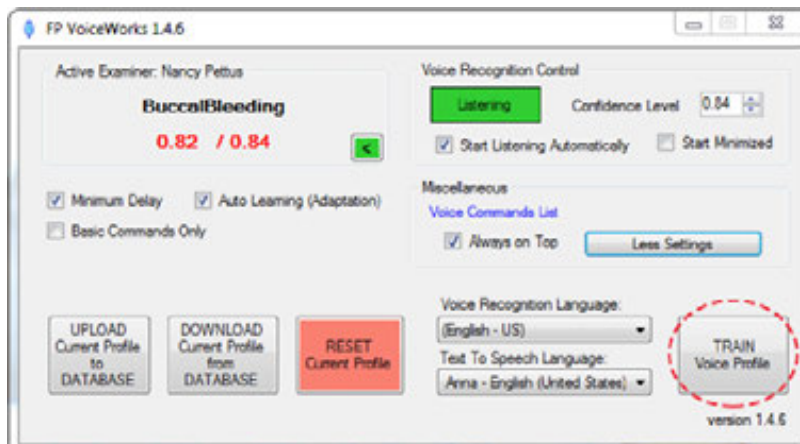 FP VoiceWorks 1.4.6
Active Examiner: Nancy Pettus
BuccalBleeding
0.82 / 0.84
<
Minimum Delay
Auto Learning (Adaptation)
Basic Commands Only
Voice Recognition Control
Listening
Confidence Level
0.84
Start Listening Automatically
Start Minimized
Miscellaneous
Voice Commands List
Always on Top
Less Settings
UPLOAD
Current Profile
to
DATABASE
DOWNLOAD
Current Profile
from
DATABASE
RESET
Current Profile
Voice Recognition Language:
(English - US)
Text To Speech Language:
Anna - English (United States)
TRAIN
Voice Profile
version 1.4.6